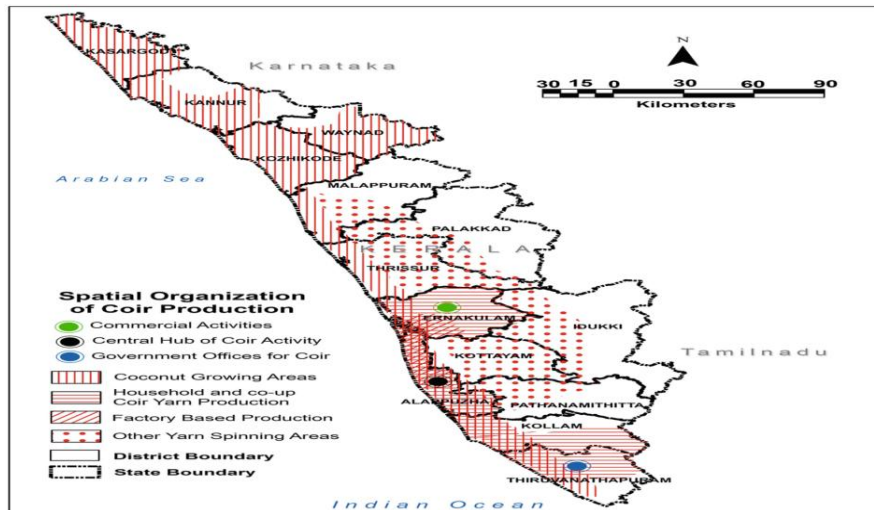 N
30 15 0 30 60 90
Kilometers
Karnataka
KASARGOD
KANNUR
WAYNAD
KOZHIKODE
Arabian Sea
MALAPPURAM
PALAKKAD
KERALA
THRISSUR
ERNAKULAM
IDUKKI
KOTTAYAM
Tamilnadu
ALAPPUZHA
PATHANAMITHITTA
KOLLAM
THIRUVANATHAPURAM
Indian Ocean
Spatial Organization
of Coir Production
Commercial Activities
Central Hub of Coir Activity
Government Offices for Coir
Coconut Growing Areas
Household and co-up
Coir Yarn Production
Factory Based Production
Other Yarn Spinning Areas
District Boundary
State Boundary